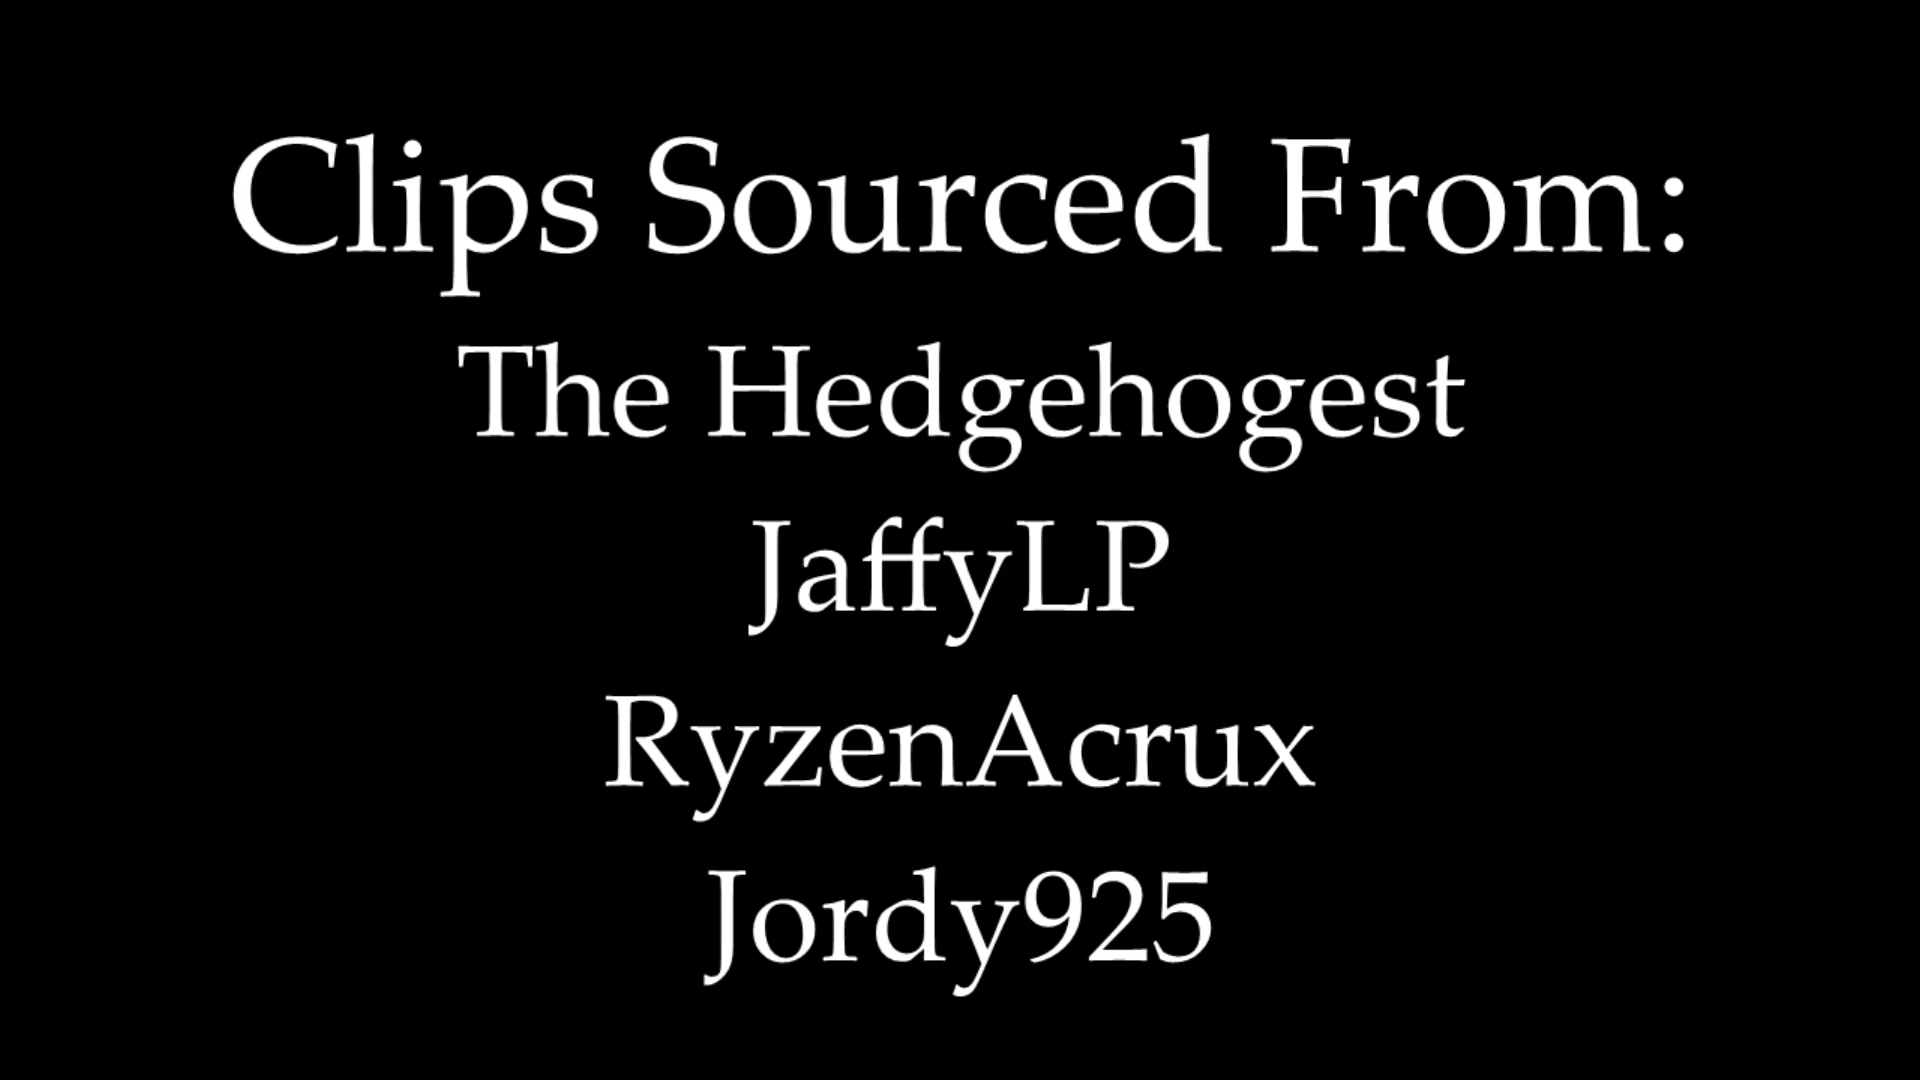 Clips Sourced From:
The Hedgehogest
JaffyLP
RyzenAcrux
Jordy925